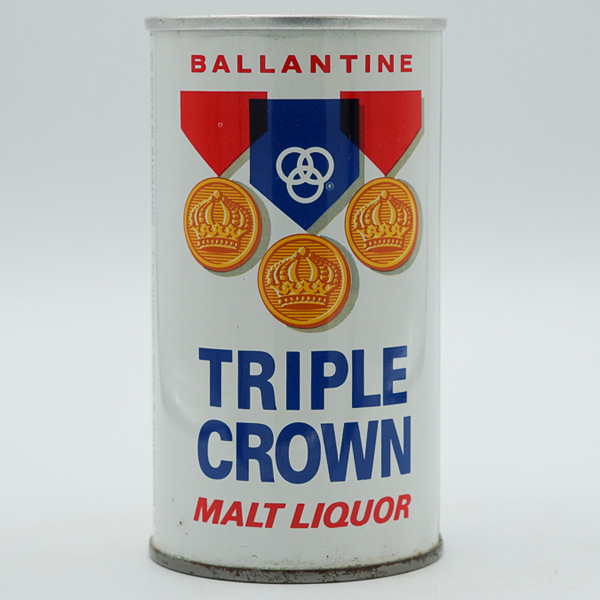 BALLANTINE
®
TRIPLE
CROWN
MALT LIQUOR